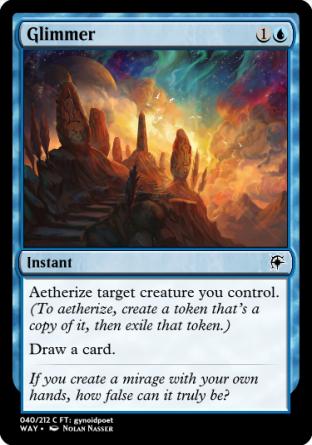 Glimmer 1
Instant
Aetherize target creature you control.
(To aetherize, create a token that's a
copy of it, then exile that token.)
Draw a card.
If you create a mirage with your own
hands, how false can it truly be?
040/212 C FT: gynoidpoet
WAY • Nolan Nasser